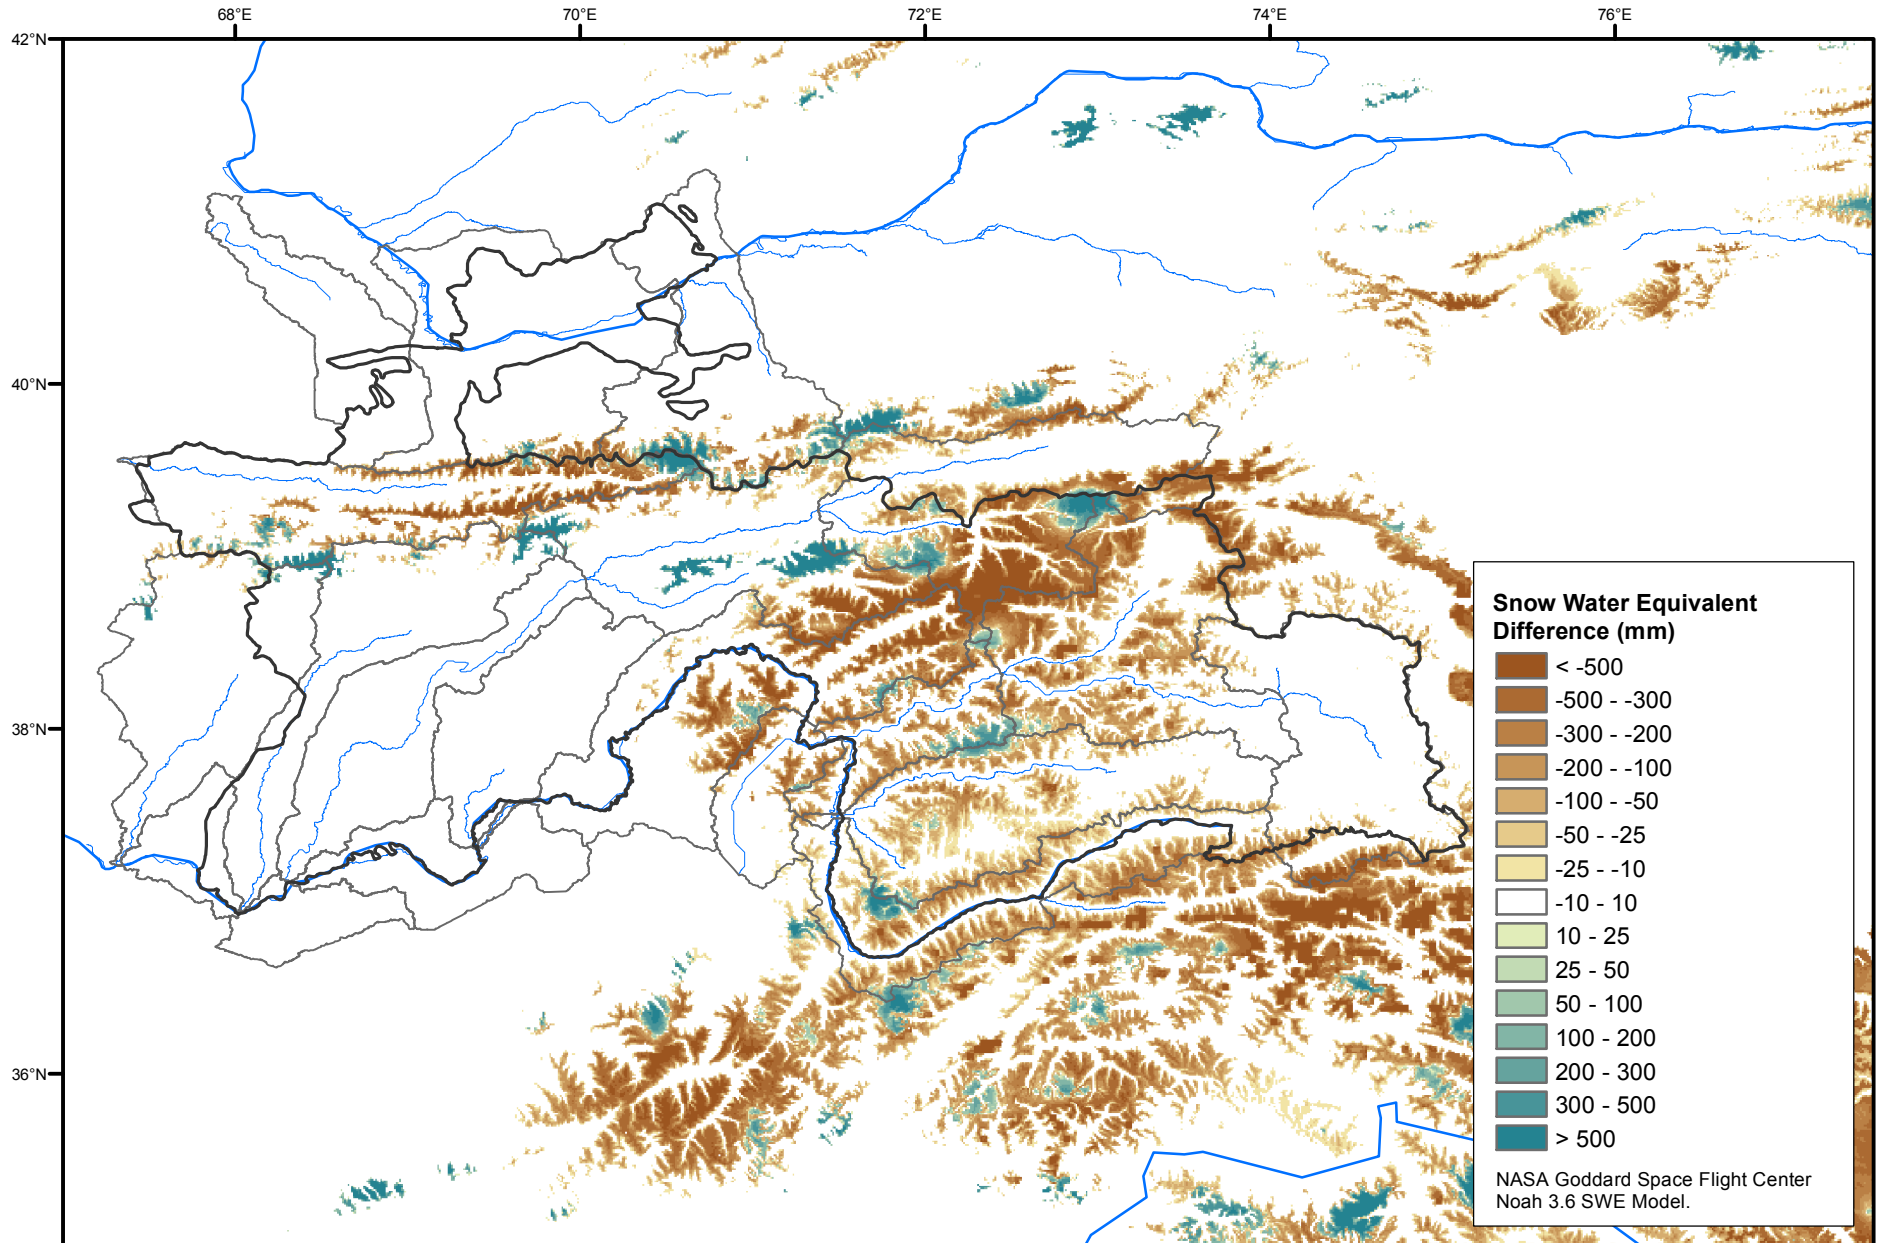 68°E 70°E 72°E 74°E 76°E
42°N
40°N
38°N
36°N
Snow Water Equivalent
Difference (mm)
< -500
-500 - -300
-300 - -200
-200 - -100
-100 - -50
-50 - -25
-25 - -10
-10 - 10
10 - 25
25 - 50
50 - 100
100 - 200
200 - 300
300 - 500
> 500
NASA Goddard Space Flight Center
Noah 3.6 SWE Model.